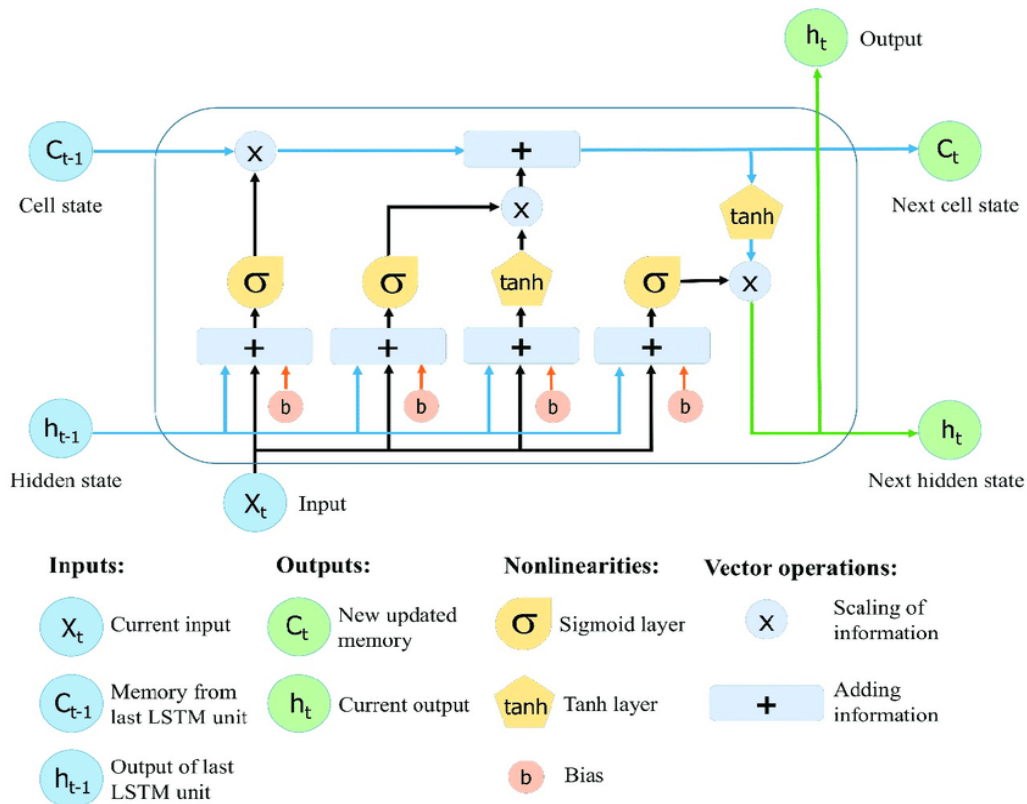 hₜ Output
Cₜ₋₁ x + Cₜ
Cell state Next cell state
x tanh
σ σ tanh σ x
+ + + +
b b b b
hₜ₋₁ hₜ
Hidden state Next hidden state
Xₜ Input
Inputs: Outputs: Nonlinearities: Vector operations:
Xₜ Current input
Cₜ₋₁ Memory from
last LSTM unit
hₜ₋₁ Output of last
LSTM unit
Cₜ New updated
memory
hₜ Current output
σ Sigmoid layer
tanh Tanh layer
b Bias
x Scaling of
information
+ Adding
information